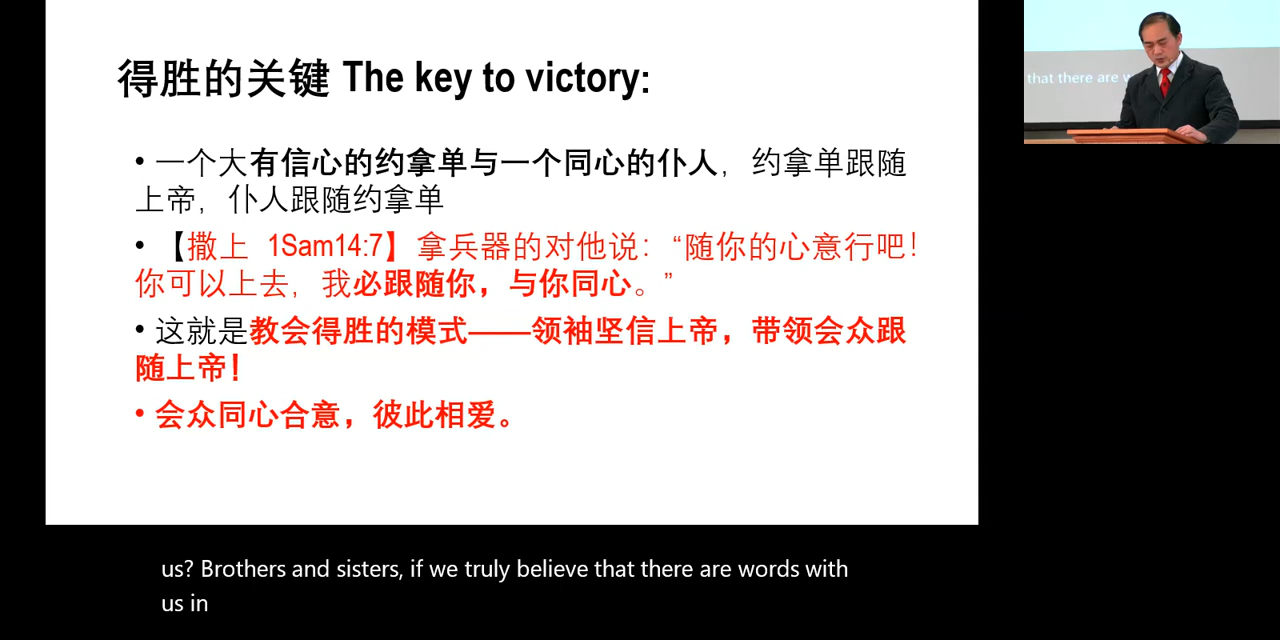 得胜的关键 The key to victory:
• 一个大有信心的约拿单与一个同心的仆人，约拿单跟随
上帝，仆人跟随约拿单
• 【撒上 1Sam14:7】拿兵器的对他说：“随你的心意行吧！
你可以上去，我必跟随你，与你同心。”
• 这就是教会得胜的模式——领袖坚信上帝，带领会众跟
随上帝！
• 会众同心合意，彼此相爱。
that there are
us? Brothers and sisters, if we truly believe that there are words with
us in